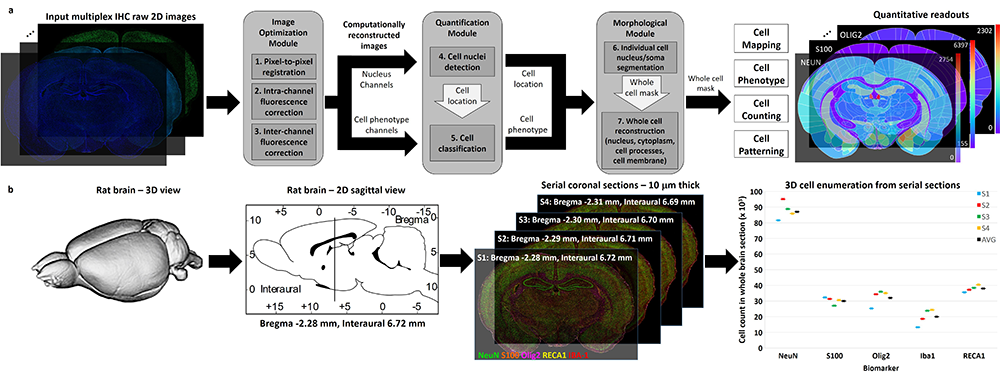 a
Input multiplex IHC raw 2D images
...
Image
Optimization
Module
1. Pixel-to-pixel
registration
2. Intra-channel
fluorescence
correction
3. Inter-channel
fluorescence
correction
Computationally
reconstructed
images
Nucleus
Channels
Cell phenotype
channels
Quantification
Module
4. Cell nuclei
detection
Cell
location
5. Cell
classification
Cell
location
Cell
phenotype
Morphological
Module
6. Individual cell
nucleus/soma
segmentation
Whole
cell mask
7. Whole cell
reconstruction
(nucleus, cytoplasm,
cell processes,
cell membrane)
Whole cell
mask
Cell
Mapping
Cell
Phenotype
Cell
Counting
Cell
Patterning
Quantitative readouts
...
OLIG2
S100
NEUN
2302
6397
2754
0
155
0
b
Rat brain – 3D view
Rat brain – 2D sagittal view
+5 -0 -5 -10 -15
10
Bregma
5
0
Interaural
+10 +5 0 -5
10
5
0
Bregma -2.28 mm, Interaural 6.72 mm
Serial coronal sections – 10 µm thick
S4: Bregma -2.31 mm, Interaural 6.69 mm
S3: Bregma -2.30 mm, Interaural 6.70 mm
S2: Bregma -2.29 mm, Interaural 6.71 mm
S1: Bregma -2.28 mm, Interaural 6.72 mm
NeuN S100 Olig2 RECA1
3D cell enumeration from serial sections
Cell count in whole brain section (x 10³)
100
90
80
70
60
50
40
30
20
10
0
S1
S2
S3
S4
AVG
NeuN S100 Olig2 Iba1 RECA1
Biomarker